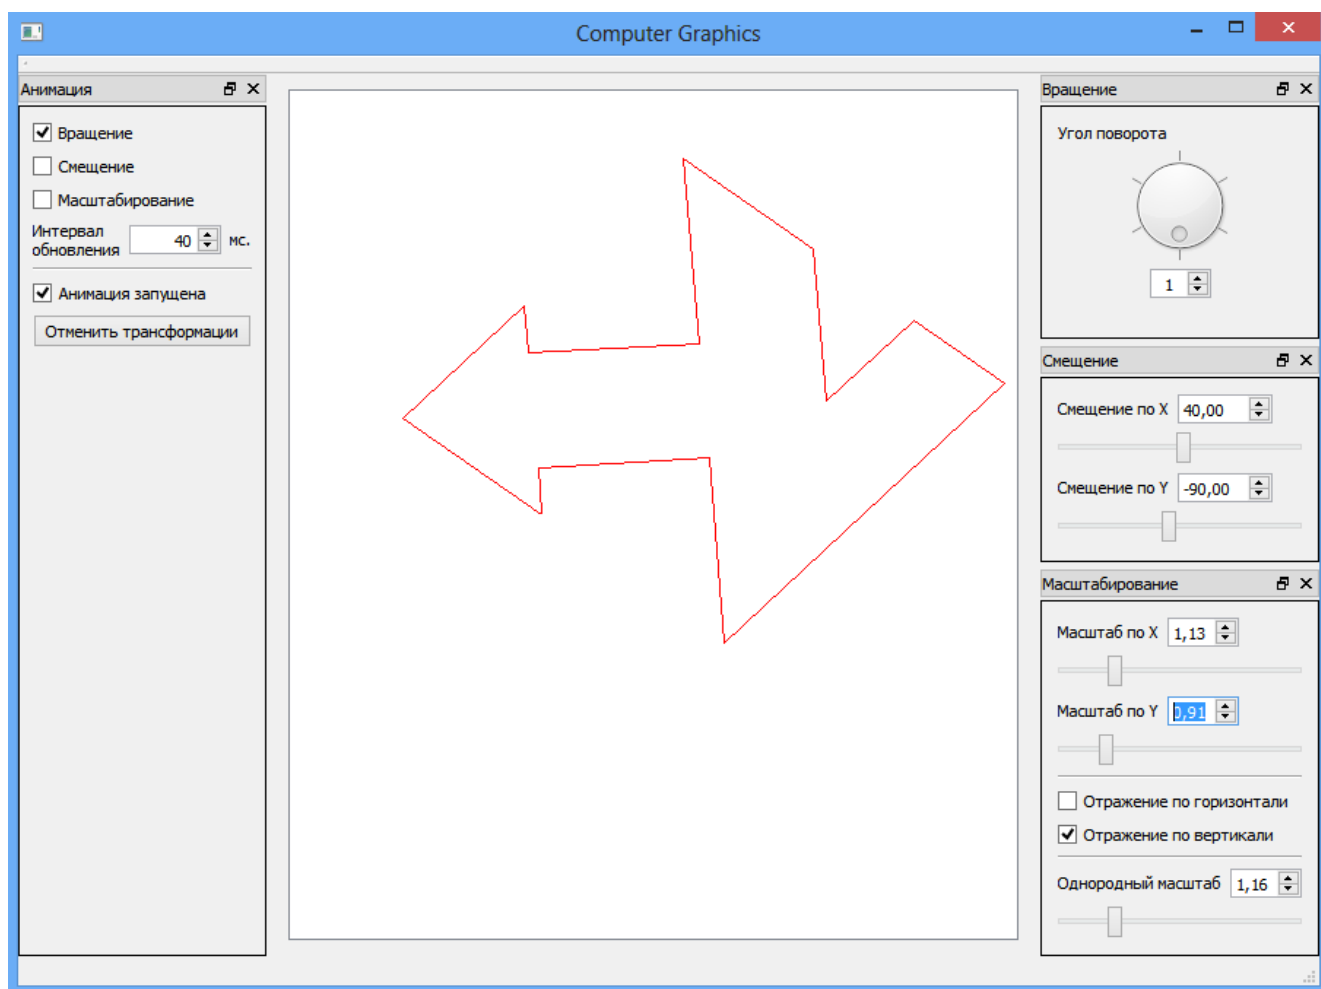 Computer Graphics
Анимация
Вращение
Смещение
Масштабирование
Интервал
обновления 40 мс.
Анимация запущена
Отменить трансформации
Вращение
Угол поворота
1
Смещение
Смещение по X 40,00
Смещение по Y -90,00
Масштабирование
Масштаб по X 1,13
Масштаб по Y 0,91
Отражение по горизонтали
Отражение по вертикали
Однородный масштаб 1,16